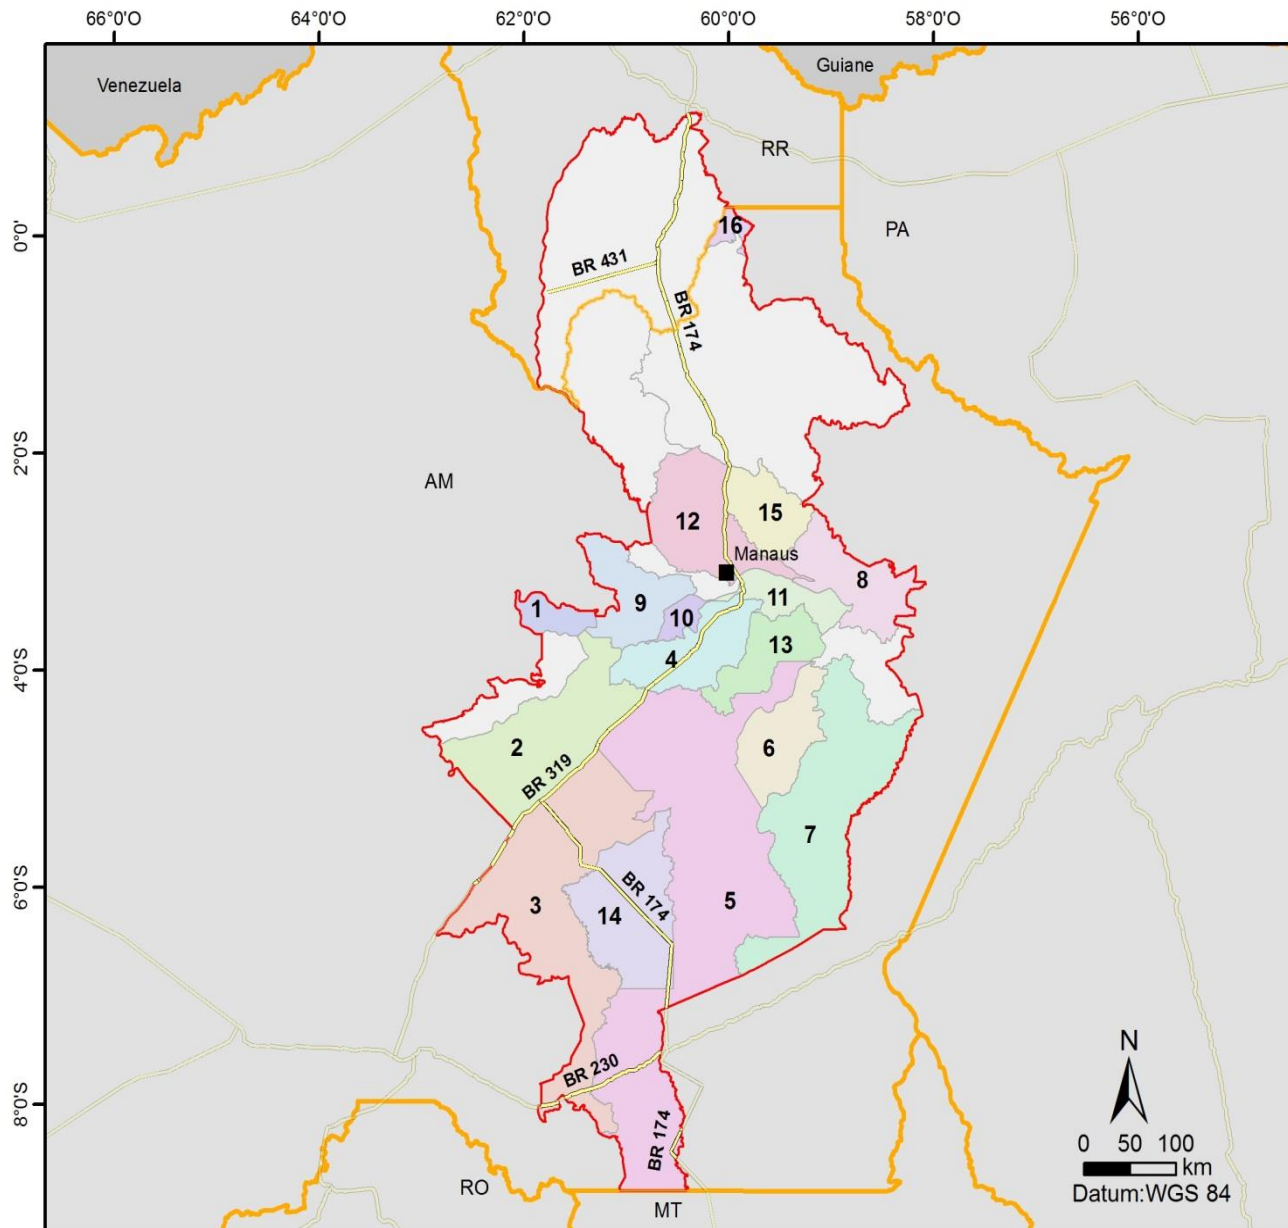 66°0'O
64°0'O
62°0'O
60°0'O
58°0'O
56°0'O
Venezuela
Guiane
RR
0°0'
16
PA
BR 431
BR 174
2°0'S
AM
12
15
Manaus
8
1
9
10
11
4
13
4°0'S
2
6
BR 319
7
6°0'S
3
14
BR 174
5
N
BR 230
8°0'S
BR 174
0 50 100
km
Datum:WGS 84
RO
MT